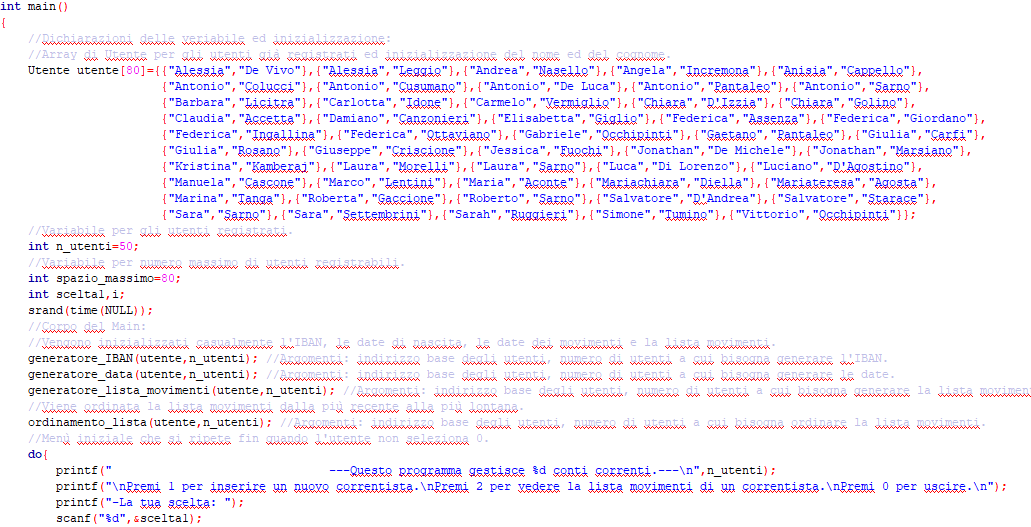 int main()
{
//Dichiarazioni delle veriabile ed inizializzazione:
//Array di Utente per gli utenti già registrati ed inizializzazione del nome ed del cognome.
Utente utente[80]={{"Alessia","De Vivo"},{"Alessia","Leggio"},{"Andrea","Nasello"},{"Angela","Incremona"},{"Anisia","Cappello"},
{"Antonio","Colucci"},{"Antonio","Cusumano"},{"Antonio","De Luca"},{"Antonio","Pantaleo"},{"Antonio","Sarno"},
{"Barbara","Licitra"},{"Carlotta","Idone"},{"Carmelo","Vermiglio"},{"Chiara","D'Izzia"},{"Chiara","Golino"},
{"Claudia","Accetta"},{"Damiano","Canzonieri"},{"Elisabetta","Giglio"},{"Federica","Assenza"},{"Federica","Giordano"},
{"Federica","Ingallina"},{"Federica","Ottaviano"},{"Gabriele","Occhipinti"},{"Gaetano","Pantaleo"},{"Giulia","Carfì"},
{"Giulia","Rosano"},{"Giuseppe","Criscione"},{"Jessica","Fuochi"},{"Jonathan","De Michele"},{"Jonathan","Marsiano"},
{"Kristina","Kamberaj"},{"Laura","Morelli"},{"Laura","Sarno"},{"Luca","Di Lorenzo"},{"Luciano","D'Agostino"},
{"Manuela","Cascone"},{"Marco","Lentini"},{"Maria","Aconte"},{"Mariachiara","Diella"},{"Mariateresa","Agosta"},
{"Marina","Tanga"},{"Roberta","Gaccione"},{"Roberto","Sarno"},{"Salvatore","D'Andrea"},{"Salvatore","Starace"},
{"Sara","Sarno"},{"Sara","Settembrini"},{"Sarah","Ruggieri"},{"Simone","Tumino"},{"Vittorio","Occhipinti"}};
//Variabile per gli utenti registrati.
int n_utenti=50;
//Variabile per numero massimo di utenti registrabili.
int spazio_massimo=80;
int scelta1,i;
srand(time(NULL));
//Corpo del Main:
//Vengono inizializzati casualmente l'IBAN, le date di nascita, le date dei movimenti e la lista movimenti.
generatore_IBAN(utente,n_utenti); //Argomenti: indirizzo base degli utenti, numero di utenti a cui bisogna generare l'IBAN.
generatore_data(utente,n_utenti); //Argomenti: indirizzo base degli utenti, numero di utenti a cui bisogna generare le date.
generatore_lista_movimenti(utente,n_utenti); //Argomenti: indirizzo base degli utenti, numero di utenti a cui bisogna generare la lista movimen
//Viene ordinata la lista movimenti dalla più recente alla più lontana.
ordinamento_lista(utente,n_utenti); //Argomenti: indirizzo base degli utenti, numero di utenti a cui bisogna ordinare la lista movimenti.
//Menù iniziale che si ripete fin quando l'utente non seleziona 0.
do{
printf(" ---Questo programma gestisce %d conti correnti.---\n",n_utenti);
printf("\nPremi 1 per inserire un nuovo correntista.\nPremi 2 per vedere la lista movimenti di un correntista.\nPremi 0 per uscire.\n");
printf("-La tua scelta: ");
scanf("%d",&scelta1);